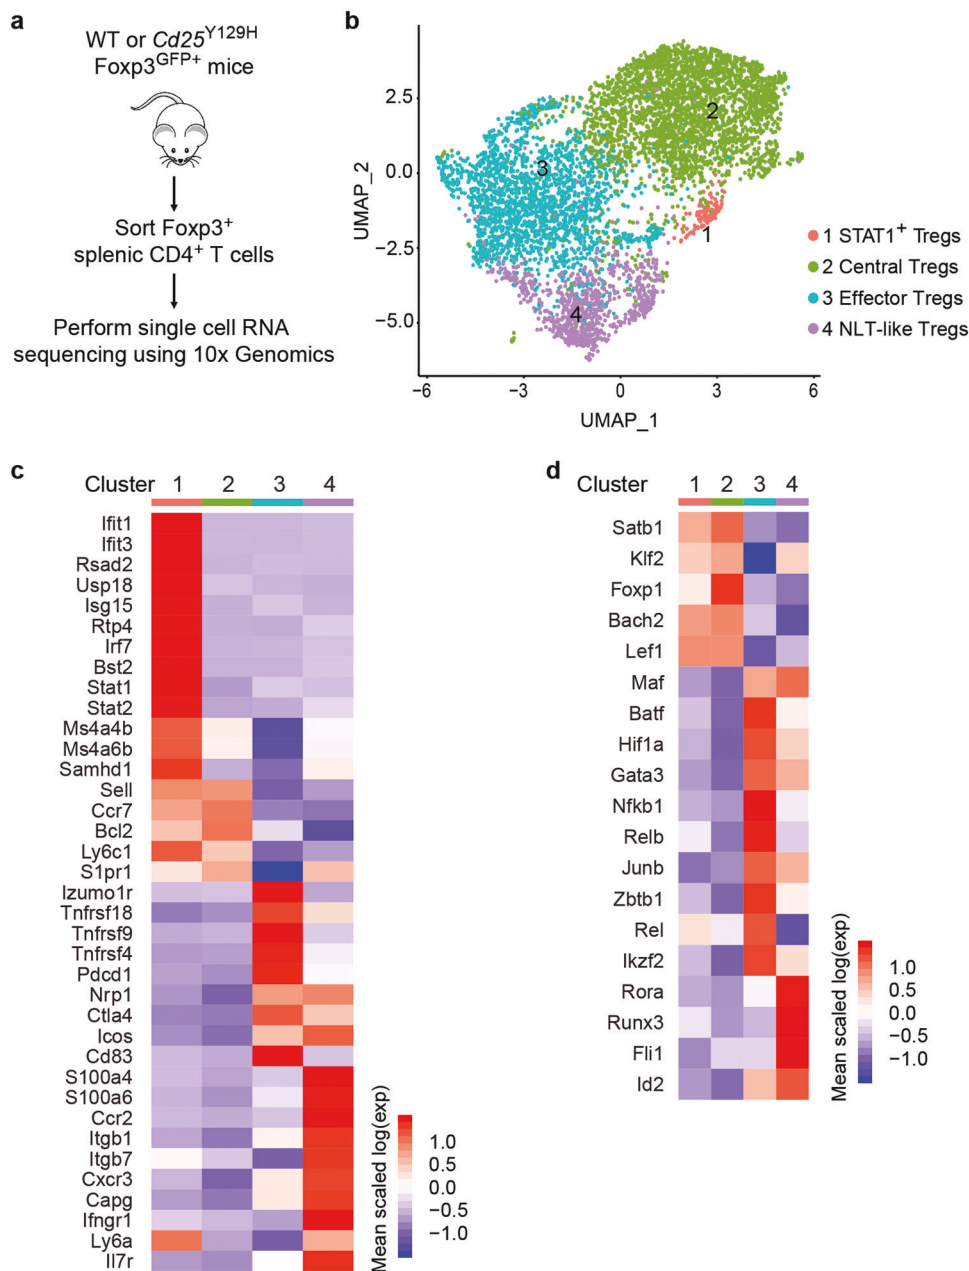 a
WT or Cd25Y129H
Foxp3GFP+ mice
Sort Foxp3+
splenic CD4+ T cells
Perform single cell RNA
sequencing using 10x Genomics
b
UMAP_2
2.5
0.0
−2.5
−5.0
2
3
1
4
−6
−3
0
3
6
UMAP_1
1 STAT1+ Tregs
2 Central Tregs
3 Effector Tregs
4 NLT-like Tregs
c
Cluster 1 2 3 4
Ifit1
Ifit3
Rsad2
Usp18
Isg15
Rtp4
Irf7
Bst2
Stat1
Stat2
Ms4a4b
Ms4a6b
Samhd1
Sell
Ccr7
Bcl2
Ly6c1
S1pr1
Izumo1r
Tnfrsf18
Tnfrsf9
Tnfrsf4
Pdcd1
Nrp1
Ctla4
Icos
Cd83
S100a4
S100a6
Ccr2
Itgb1
Itgb7
Cxcr3
Capg
Ifngr1
Ly6a
Il7r
Mean scaled log(exp)
1.0
0.5
0.0
−0.5
−1.0
d
Cluster 1 2 3 4
Satb1
Klf2
Foxp1
Bach2
Lef1
Maf
Batf
Hif1a
Gata3
Nfkb1
Relb
Junb
Zbtb1
Rel
Ikzf2
Rora
Runx3
Fli1
Id2
Mean scaled log(exp)
1.0
0.5
0.0
−0.5
−1.0